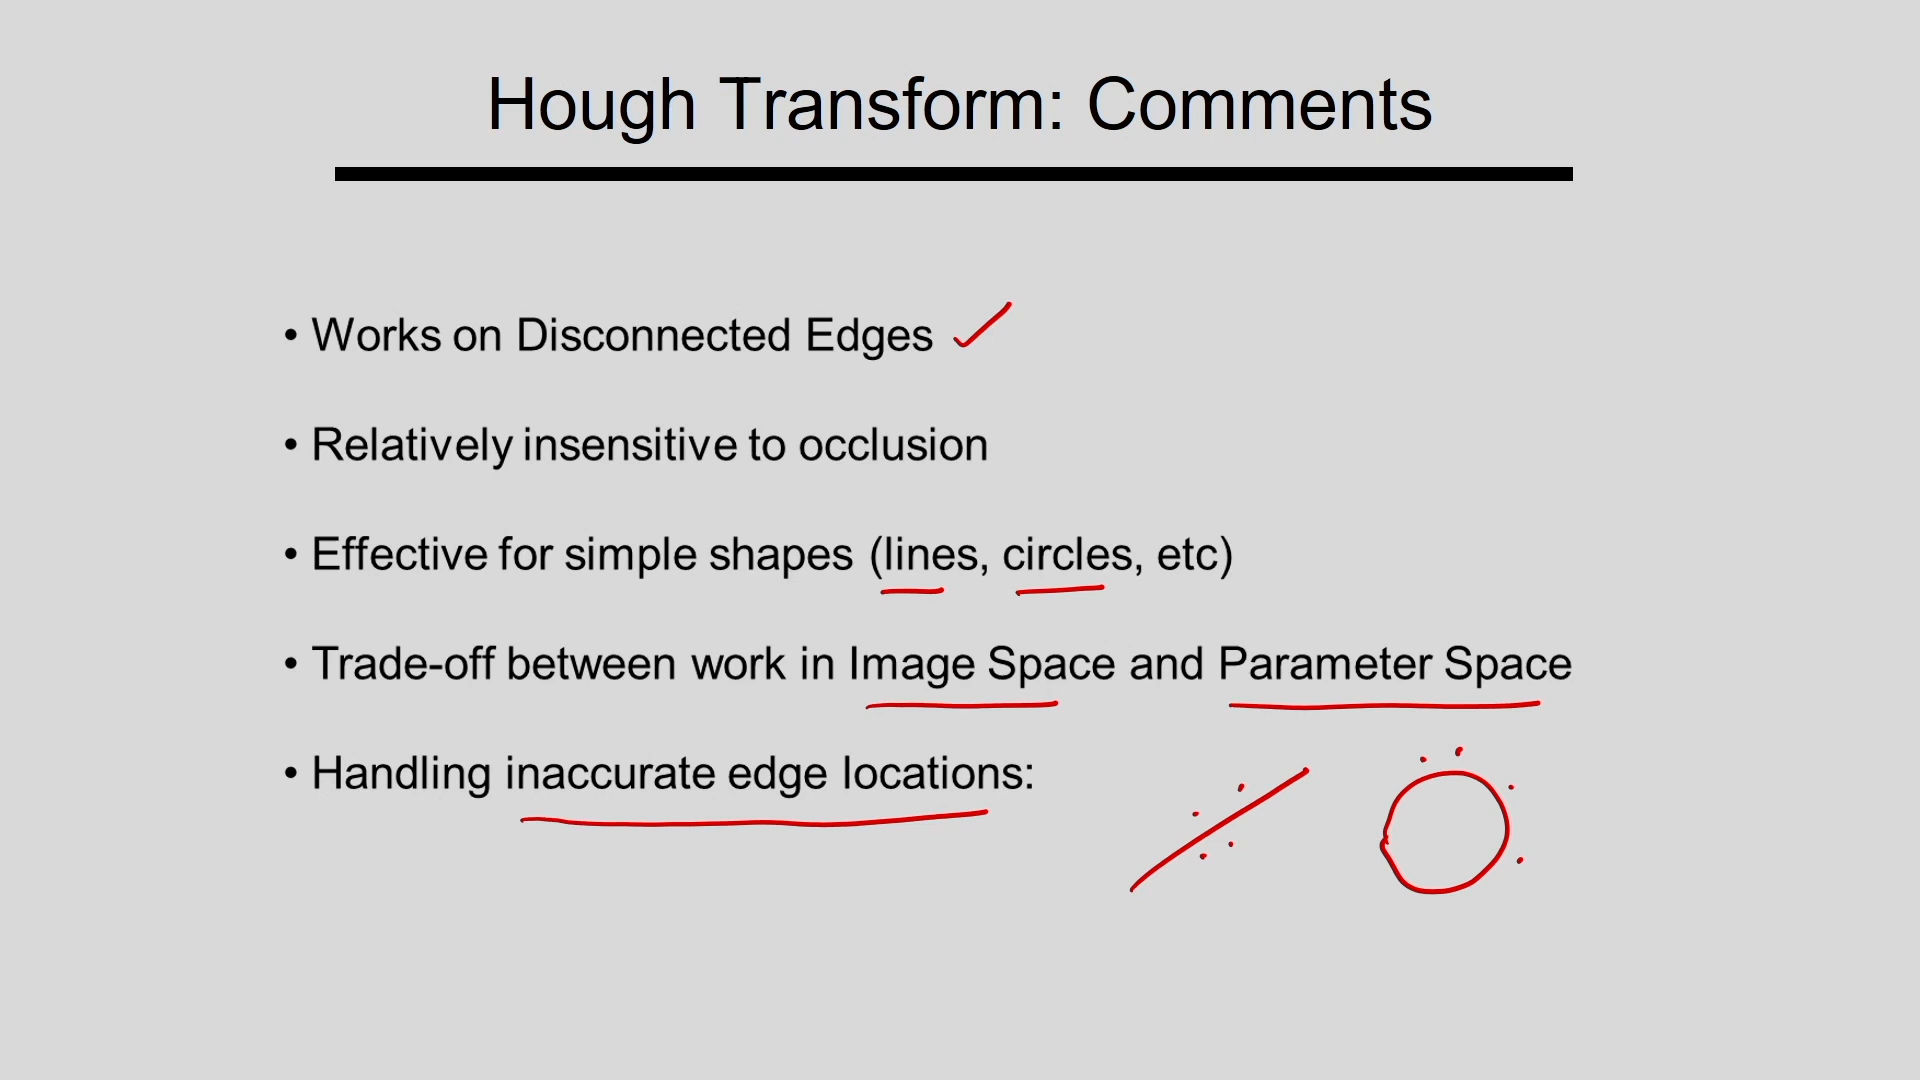 Hough Transform: Comments
• Works on Disconnected Edges
• Relatively insensitive to occlusion
• Effective for simple shapes (lines, circles, etc)
• Trade-off between work in Image Space and Parameter Space
• Handling inaccurate edge locations: